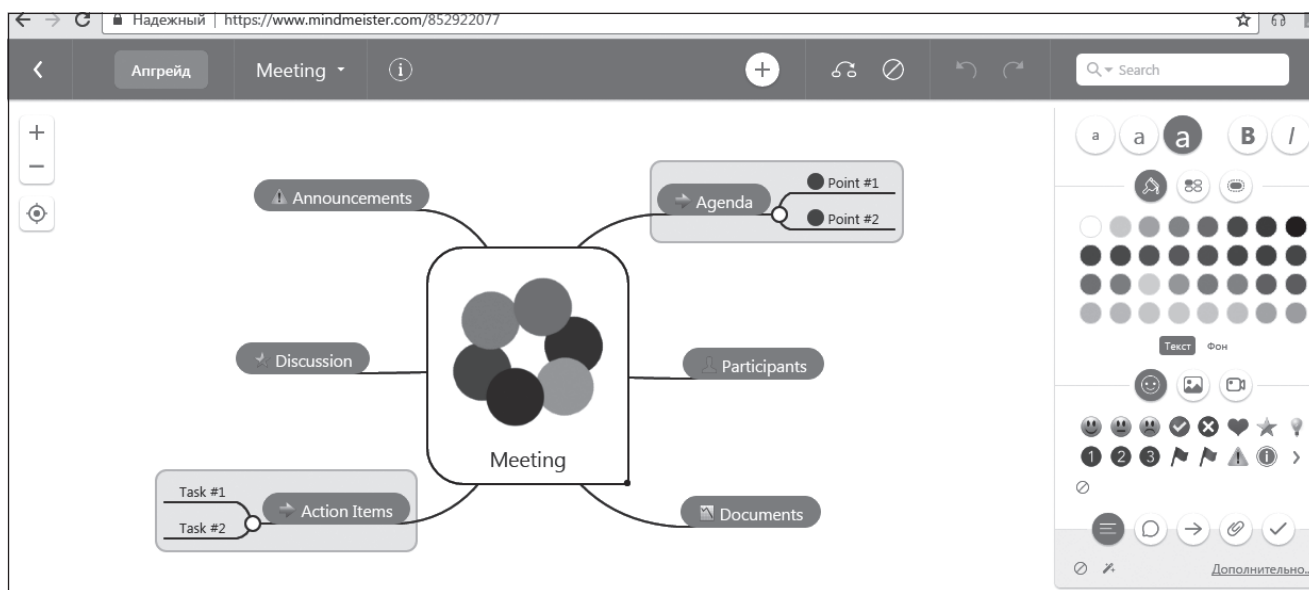 Надежный | https://www.mindmeister.com/852922077
Апгрейд Meeting Search
a a a B I
Announcements
Agenda
Point #1
Point #2
Discussion
Participants
Meeting
Task #1
Task #2
Action Items
Documents
Текст Фон
1 2 3
Дополнительно...